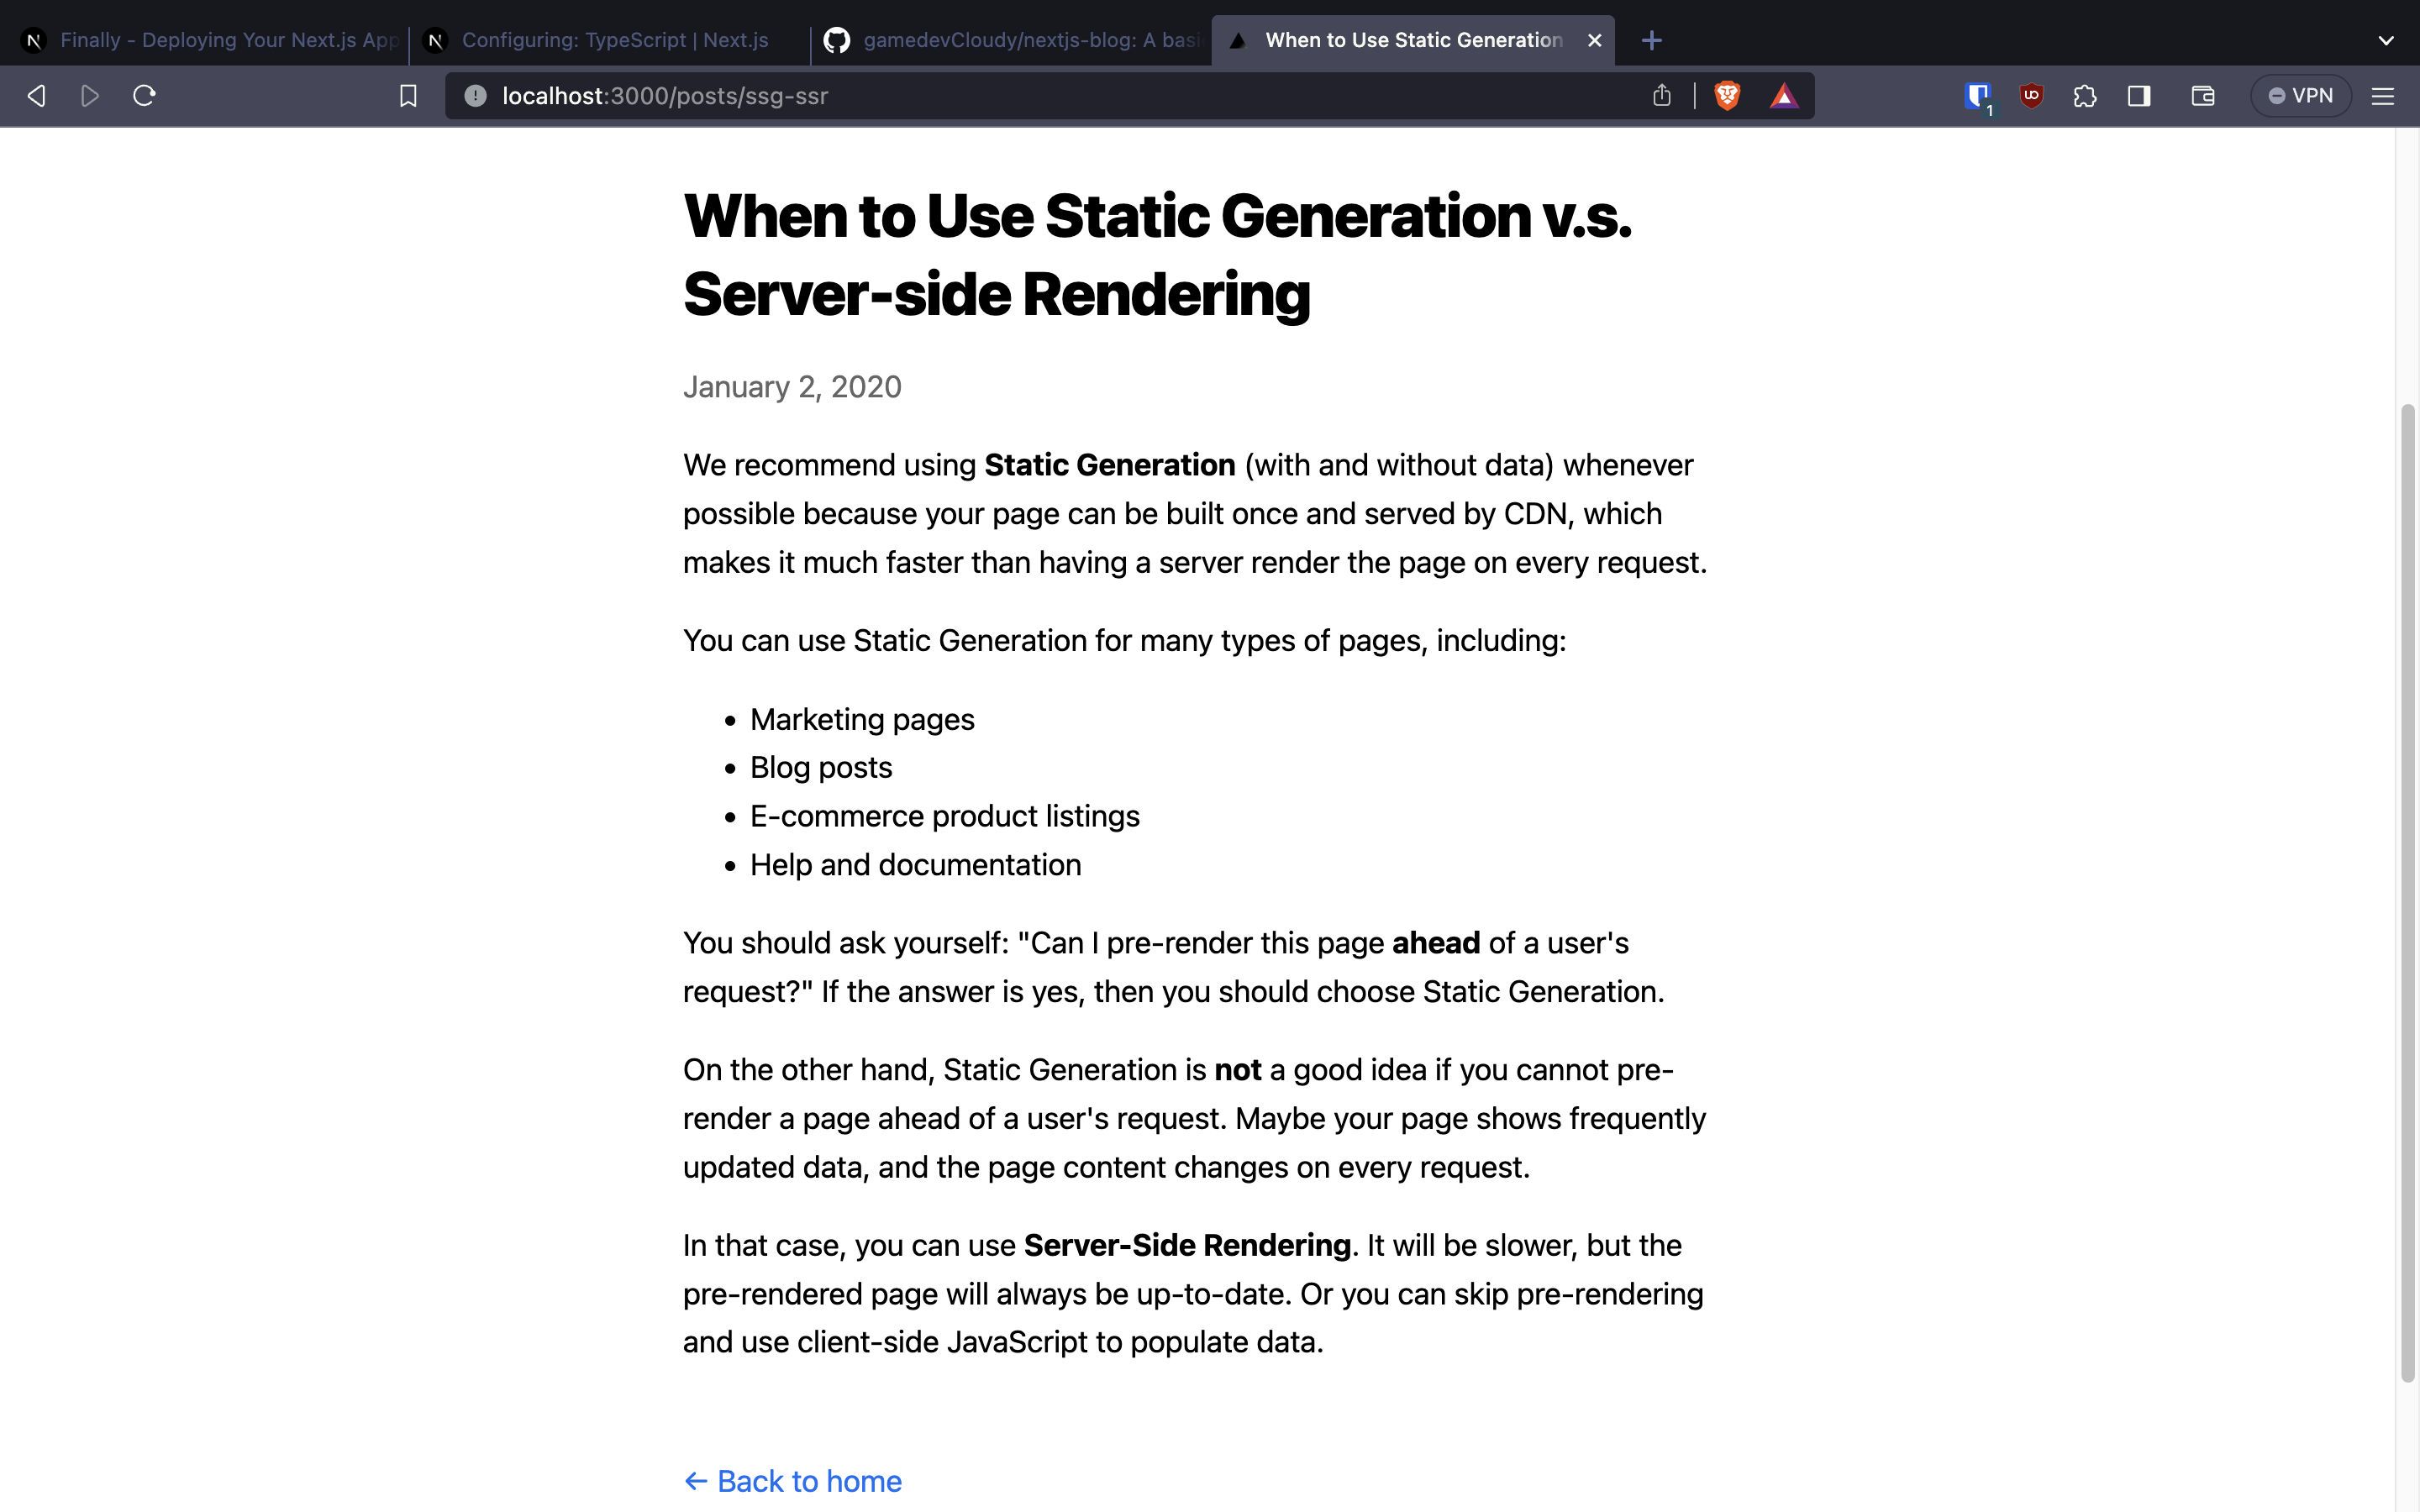 Finally - Deploying Your Next.js App
Configuring: TypeScript | Next.js
gamedevCloudy/nextjs-blog: A basi
When to Use Static Generation
localhost:3000/posts/ssg-ssr
1
VPN
When to Use Static Generation v.s.
Server-side Rendering
January 2, 2020
We recommend using Static Generation (with and without data) whenever
possible because your page can be built once and served by CDN, which
makes it much faster than having a server render the page on every request.
You can use Static Generation for many types of pages, including:
• Marketing pages
• Blog posts
• E-commerce product listings
• Help and documentation
You should ask yourself: "Can I pre-render this page ahead of a user's
request?" If the answer is yes, then you should choose Static Generation.
On the other hand, Static Generation is not a good idea if you cannot pre-
render a page ahead of a user's request. Maybe your page shows frequently
updated data, and the page content changes on every request.
In that case, you can use Server-Side Rendering. It will be slower, but the
pre-rendered page will always be up-to-date. Or you can skip pre-rendering
and use client-side JavaScript to populate data.
← Back to home